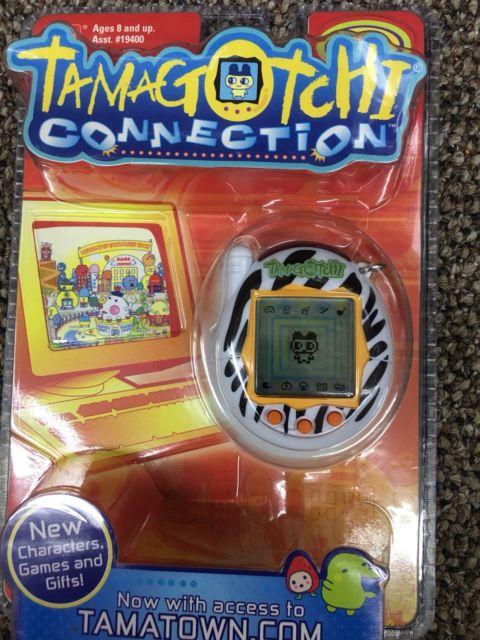 Ages 8 and up.
Asst. #19400
TAMAGOTCHI®
CONNECTION™
TAMAGOTCHI
New
Characters,
Games and
Gifts!
Now with access to
TAMATOWN.COM